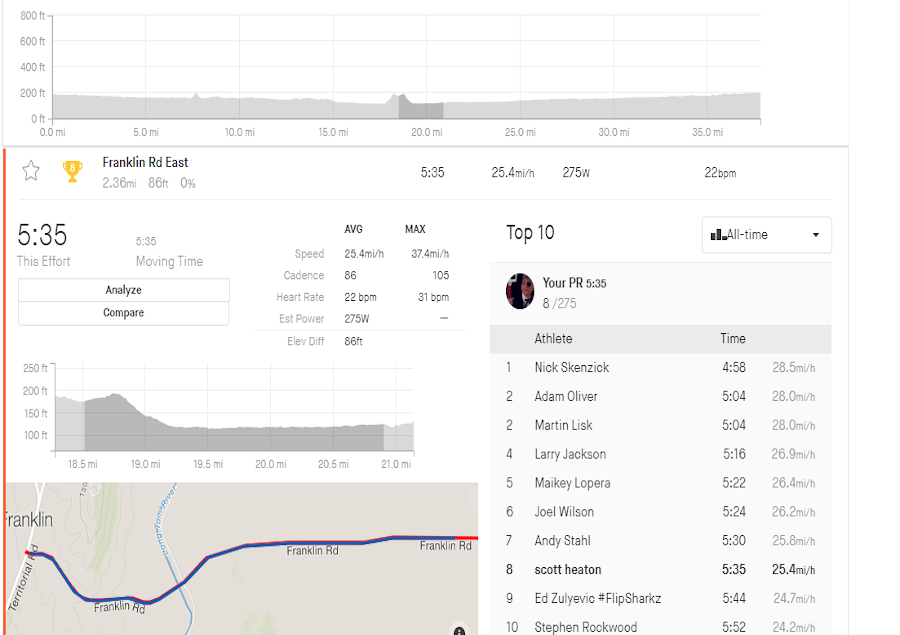 800 ft
600 ft
400 ft
200 ft
0 ft
0.0 mi 5.0 mi 10.0 mi 15.0 mi 20.0 mi 25.0 mi 30.0 mi 35.0 mi
8 Franklin Rd East 5:35 25.4mi/h 275W 22bpm
2.36mi 86ft 0%
5:35 5:35
This Effort Moving Time
Analyze
Compare
AVG MAX
Speed 25.4mi/h 37.4mi/h
Cadence 86 105
Heart Rate 22 bpm 31 bpm
Est Power 275W —
Elev Diff 86ft
250 ft
200 ft
150 ft
100 ft
18.5 mi 19.0 mi 19.5 mi 20.0 mi 20.5 mi 21.0 mi
Franklin
Territorial Rd
Franklin Rd
Franklin Rd
Franklin Rd
Top 10 All-time
Your PR 5:35
8 /275
Athlete Time
1 Nick Skenzick 4:58 28.5mi/h
2 Adam Oliver 5:04 28.0mi/h
2 Martin Lisk 5:04 28.0mi/h
4 Larry Jackson 5:16 26.9mi/h
5 Maikey Lopera 5:22 26.4mi/h
6 Joel Wilson 5:24 26.2mi/h
7 Andy Stahl 5:30 25.8mi/h
8 scott heaton 5:35 25.4mi/h
9 Ed Zulyevic #FlipSharkz 5:44 24.7mi/h
10 Stephen Rockwood 5:52 24.2mi/h